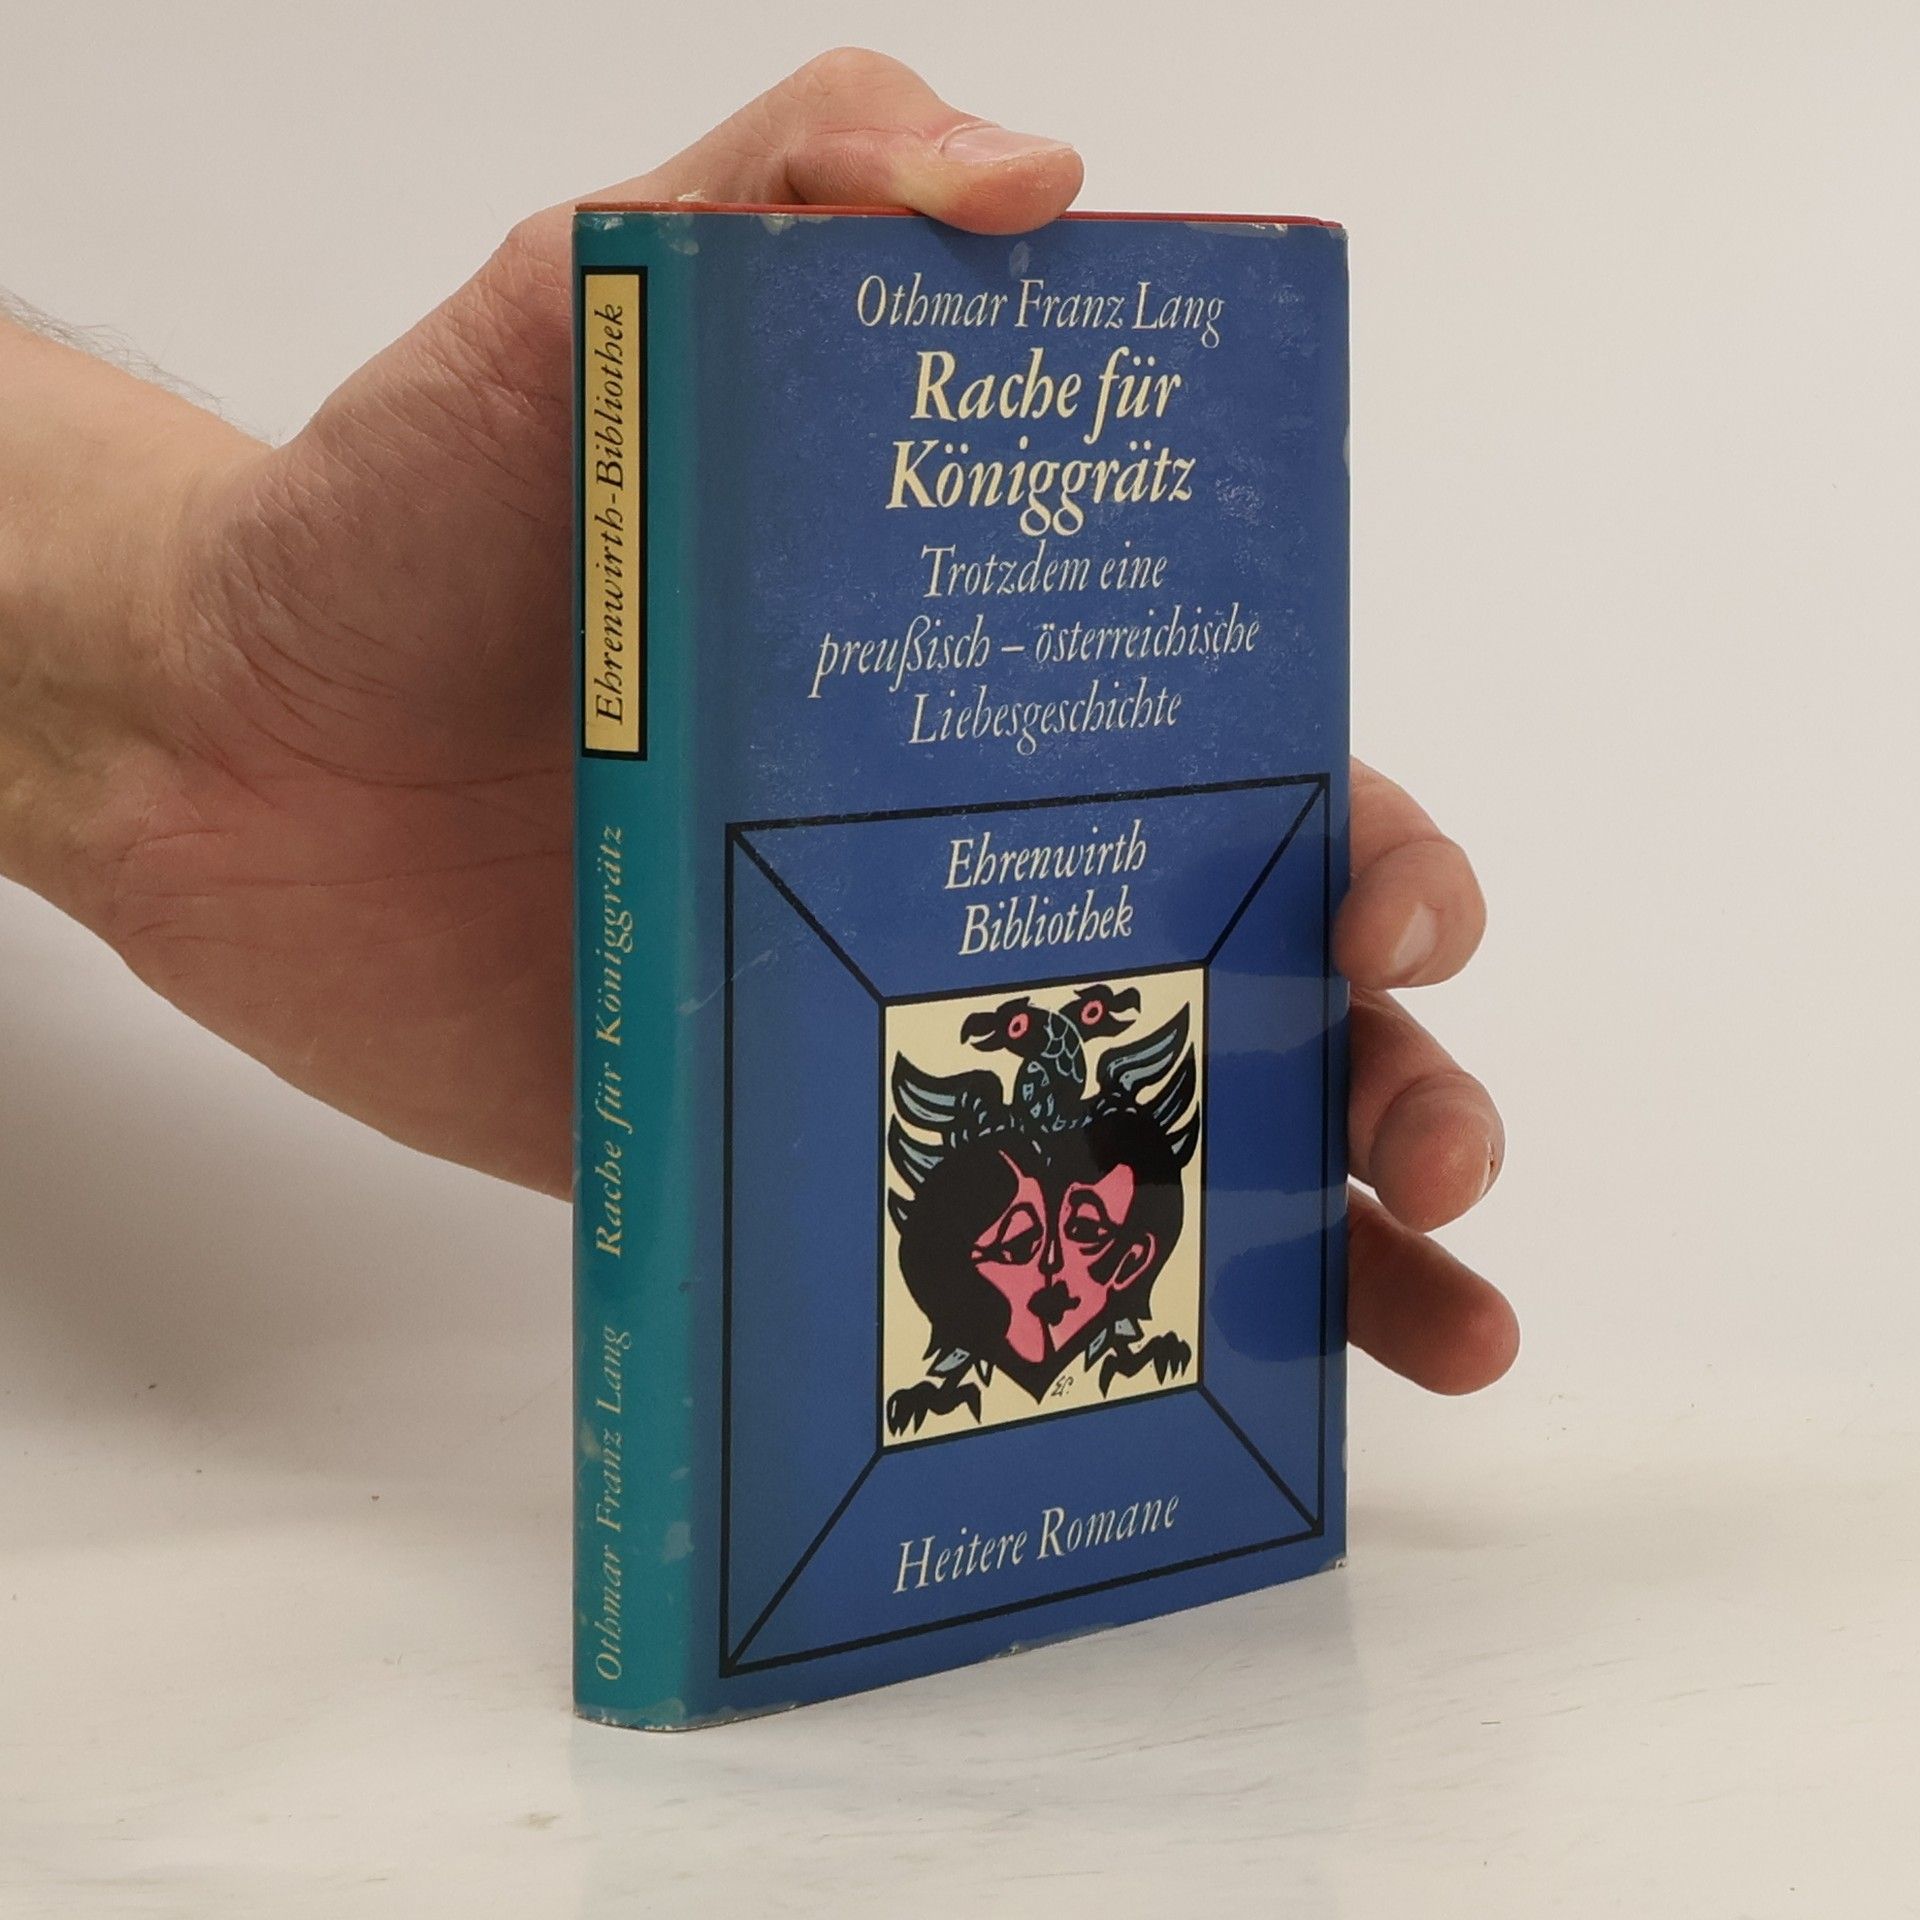 Othmar Franz Lang
Rache für
Königgrätz
Trotzdem eine
preußisch – österreichische
Liebesgeschichte
Ehrenwirth
Bibliothek
Heitere Romane
Ehrenwirth-Bibliothek
Othmar Franz Lang Rache für Königgrätz